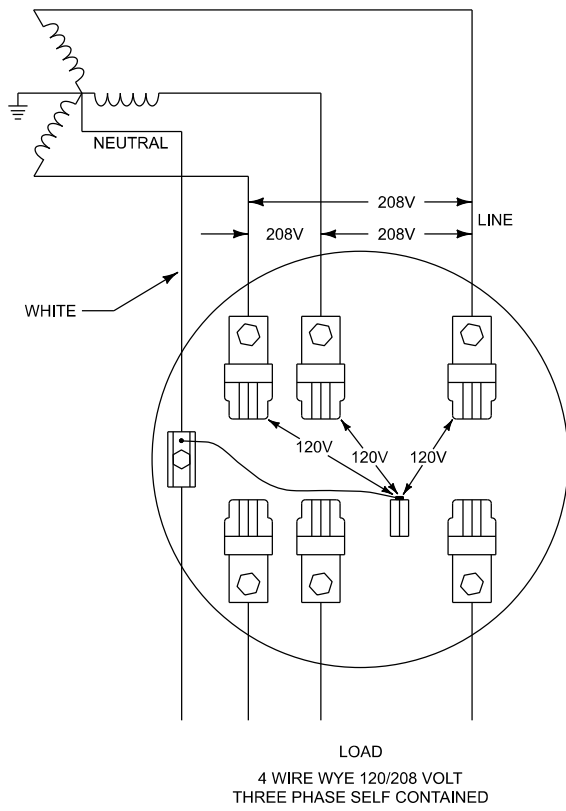 NEUTRAL
208V
LINE
208V
208V
WHITE
120V
120V
120V
LOAD
4 WIRE WYE 120/208 VOLT
THREE PHASE SELF CONTAINED